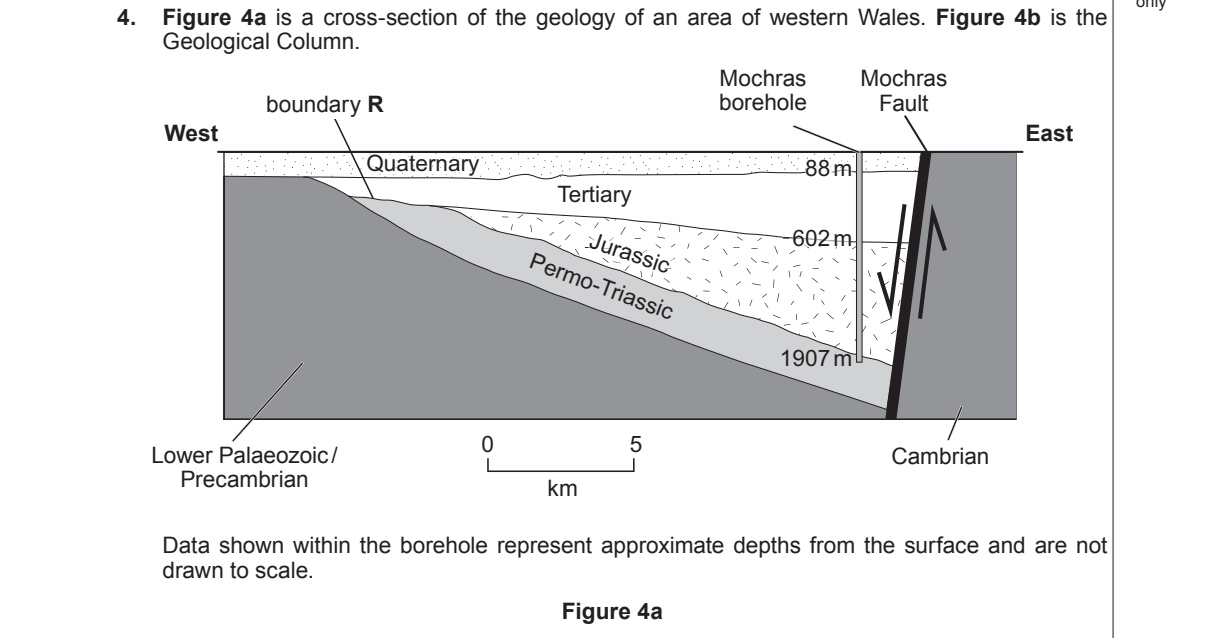 only
4. Figure 4a is a cross-section of the geology of an area of western Wales. Figure 4b is the
Geological Column.
Mochras
borehole
Mochras
Fault
boundary R
West
East
Quaternary
88 m
Tertiary
602 m
Jurassic
Permo-Triassic
1907 m
Lower Palaeozoic /
Precambrian
0 5
km
Cambrian
Data shown within the borehole represent approximate depths from the surface and are not
drawn to scale.
Figure 4a